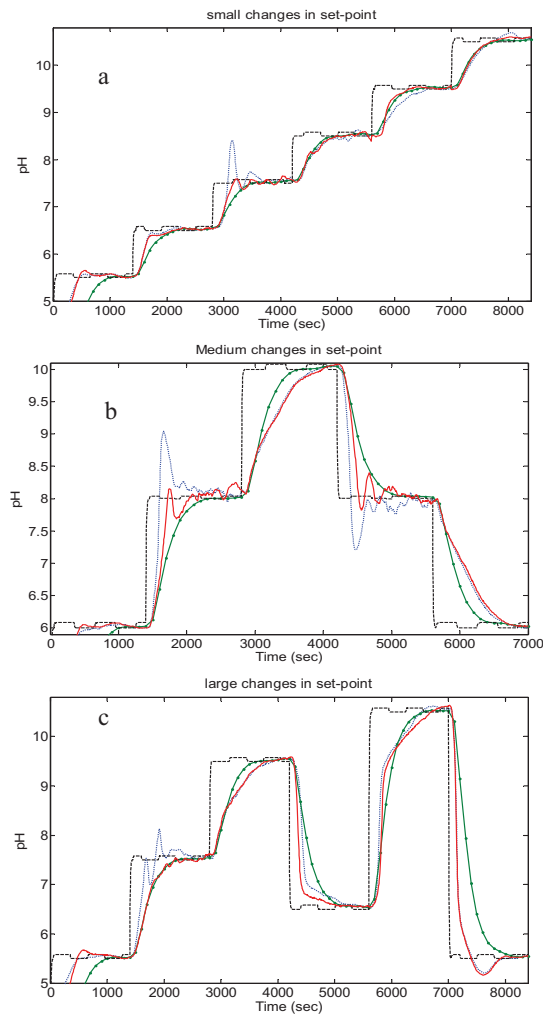 small changes in set-point
a
10
9
8
7
6
5
pH
0 1000 2000 3000 4000 5000 6000 7000 8000
Time (sec)
Medium changes in set-point
b
10
9.5
9
8.5
8
7.5
7
6.5
6
pH
0 1000 2000 3000 4000 5000 6000 7000
Time (sec)
large changes in set-point
c
10
9
8
7
6
5
pH
0 1000 2000 3000 4000 5000 6000 7000 8000
Time (sec)